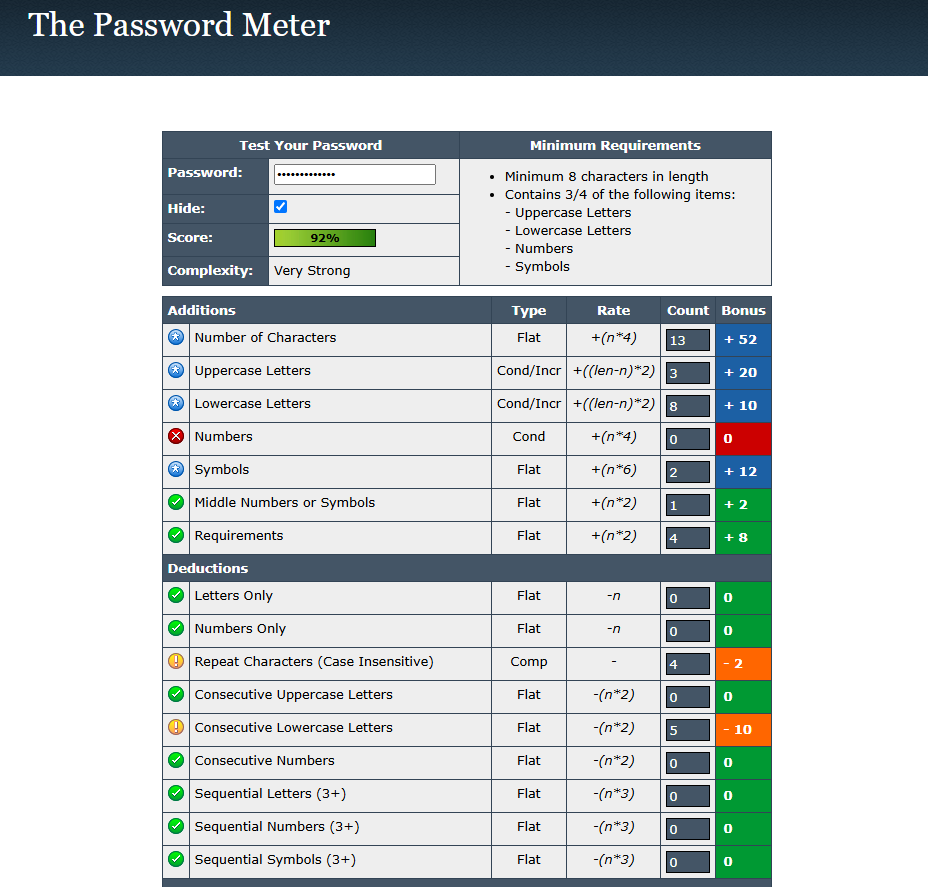 The Password Meter
Test Your Password Minimum Requirements
Password: •••••••••••••
Hide:
Score: 92%
Complexity: Very Strong
• Minimum 8 characters in length
• Contains 3/4 of the following items:
- Uppercase Letters
- Lowercase Letters
- Numbers
- Symbols
Additions Type Rate Count Bonus
Number of Characters Flat +(n*4) 13 + 52
Uppercase Letters Cond/Incr +((len-n)*2) 3 + 20
Lowercase Letters Cond/Incr +((len-n)*2) 8 + 10
Numbers Cond +(n*4) 0 0
Symbols Flat +(n*6) 2 + 12
Middle Numbers or Symbols Flat +(n*2) 1 + 2
Requirements Flat +(n*2) 4 + 8
Deductions
Letters Only Flat -n 0 0
Numbers Only Flat -n 0 0
Repeat Characters (Case Insensitive) Comp - 4 - 2
Consecutive Uppercase Letters Flat -(n*2) 0 0
Consecutive Lowercase Letters Flat -(n*2) 5 - 10
Consecutive Numbers Flat -(n*2) 0 0
Sequential Letters (3+) Flat -(n*3) 0 0
Sequential Numbers (3+) Flat -(n*3) 0 0
Sequential Symbols (3+) Flat -(n*3) 0 0